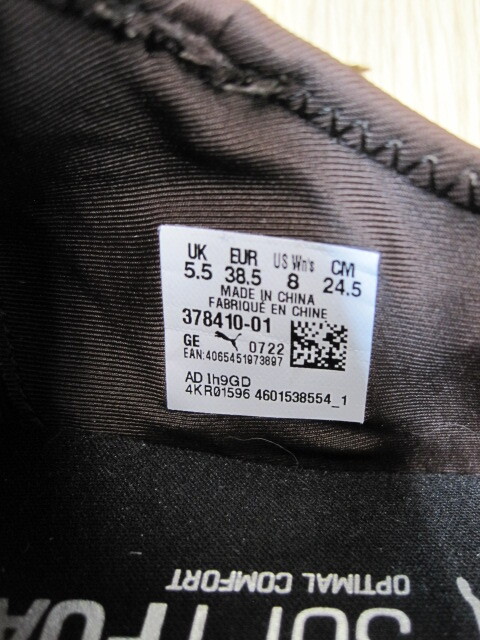 UK EUR US Wn's CM
5.5 38.5 8 24.5
MADE IN CHINA
FABRIQUÉ EN CHINE
378410-01
GE 0722
EAN:4065451973897
AD lh9GD
4KR01596 4601538554_1
OPTIMAL COMFORT